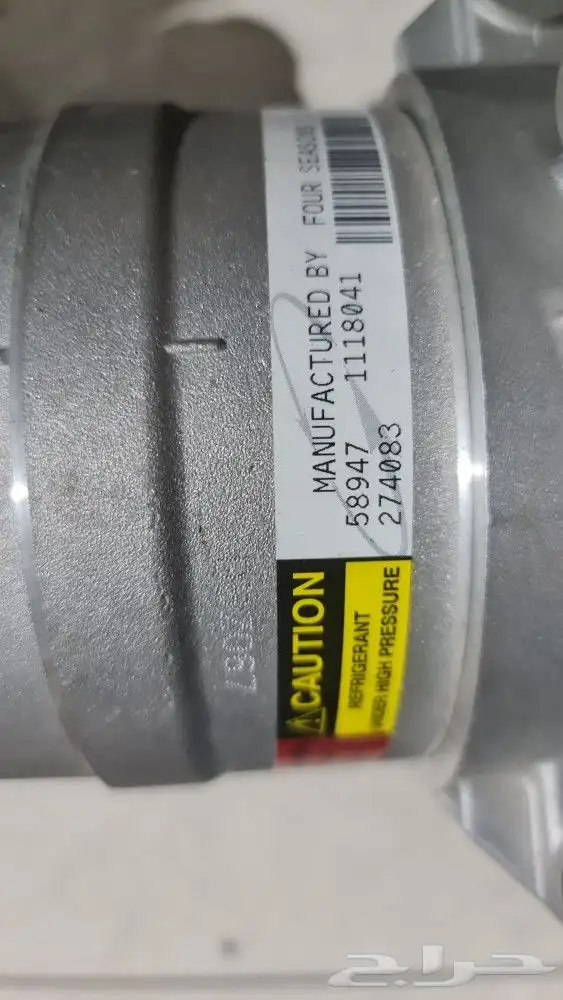 MANUFACTURED BY FOUR SEASONS
58947 1118041
274083
CAUTION
REFRIGERANT
UNDER HIGH PRESSURE
حراج